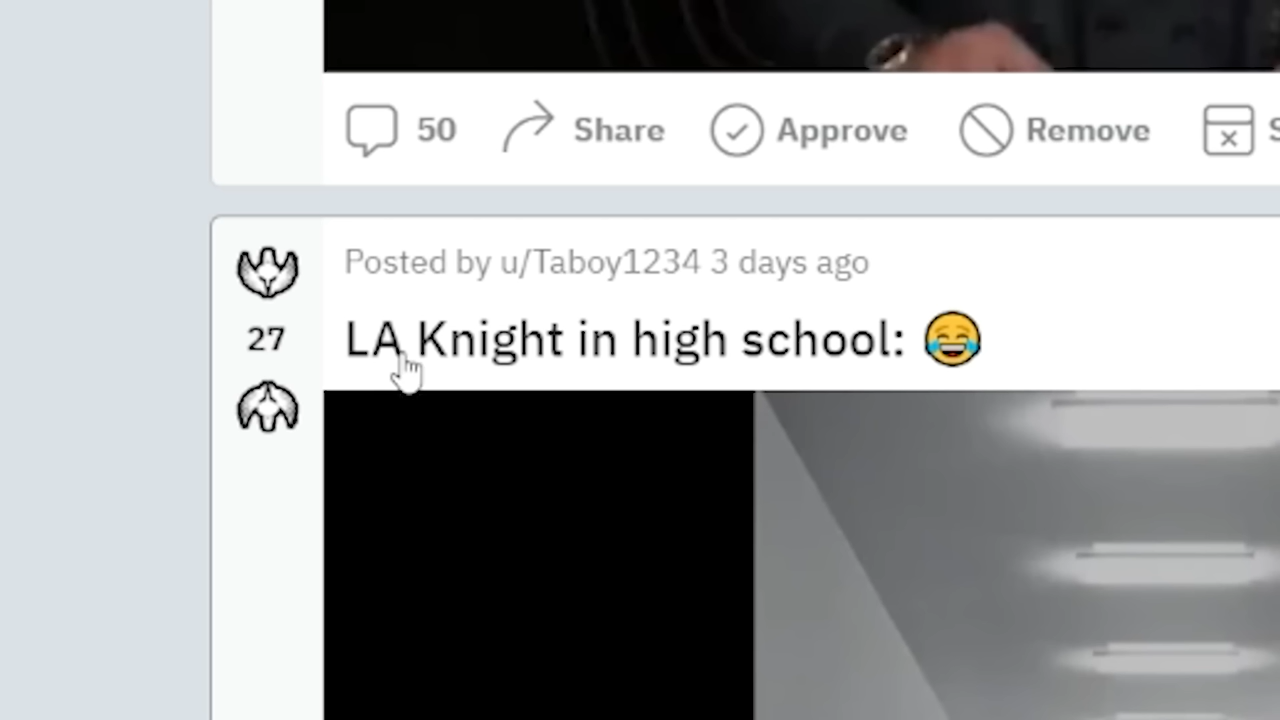 50 Share Approve Remove S
Posted by u/Taboy1234 3 days ago
27
LA Knight in high school: 😂